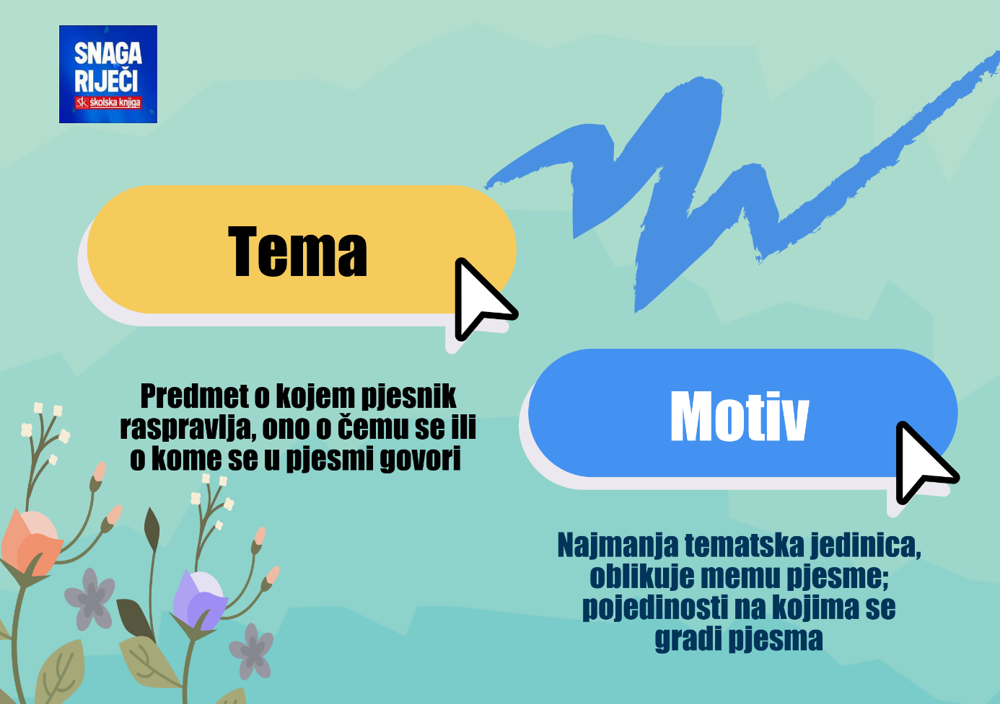 SNAGA
RIJEČI
sk školska knjiga
Tema
Predmet o kojem pjesnik
raspravlja, ono o čemu se ili
o kome se u pjesmi govori
Motiv
Najmanja tematska jedinica,
oblikuje memu pjesme;
pojedinosti na kojima se
gradi pjesma